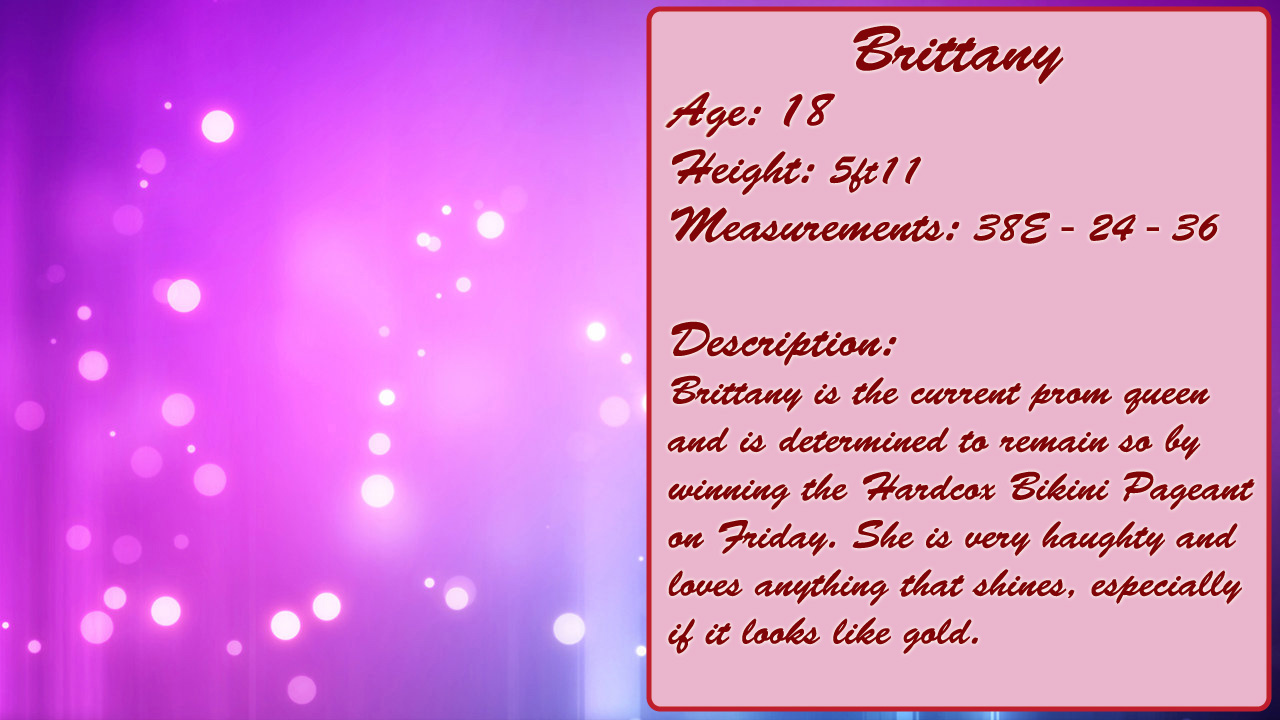 Brittany
Age: 18
Height: 5ft11
Measurements: 38E - 24 - 36
Description:
Brittany is the current prom queen
and is determined to remain so by
winning the Hardcox Bikini Pageant
on Friday. She is very haughty and
loves anything that shines, especially
if it looks like gold.